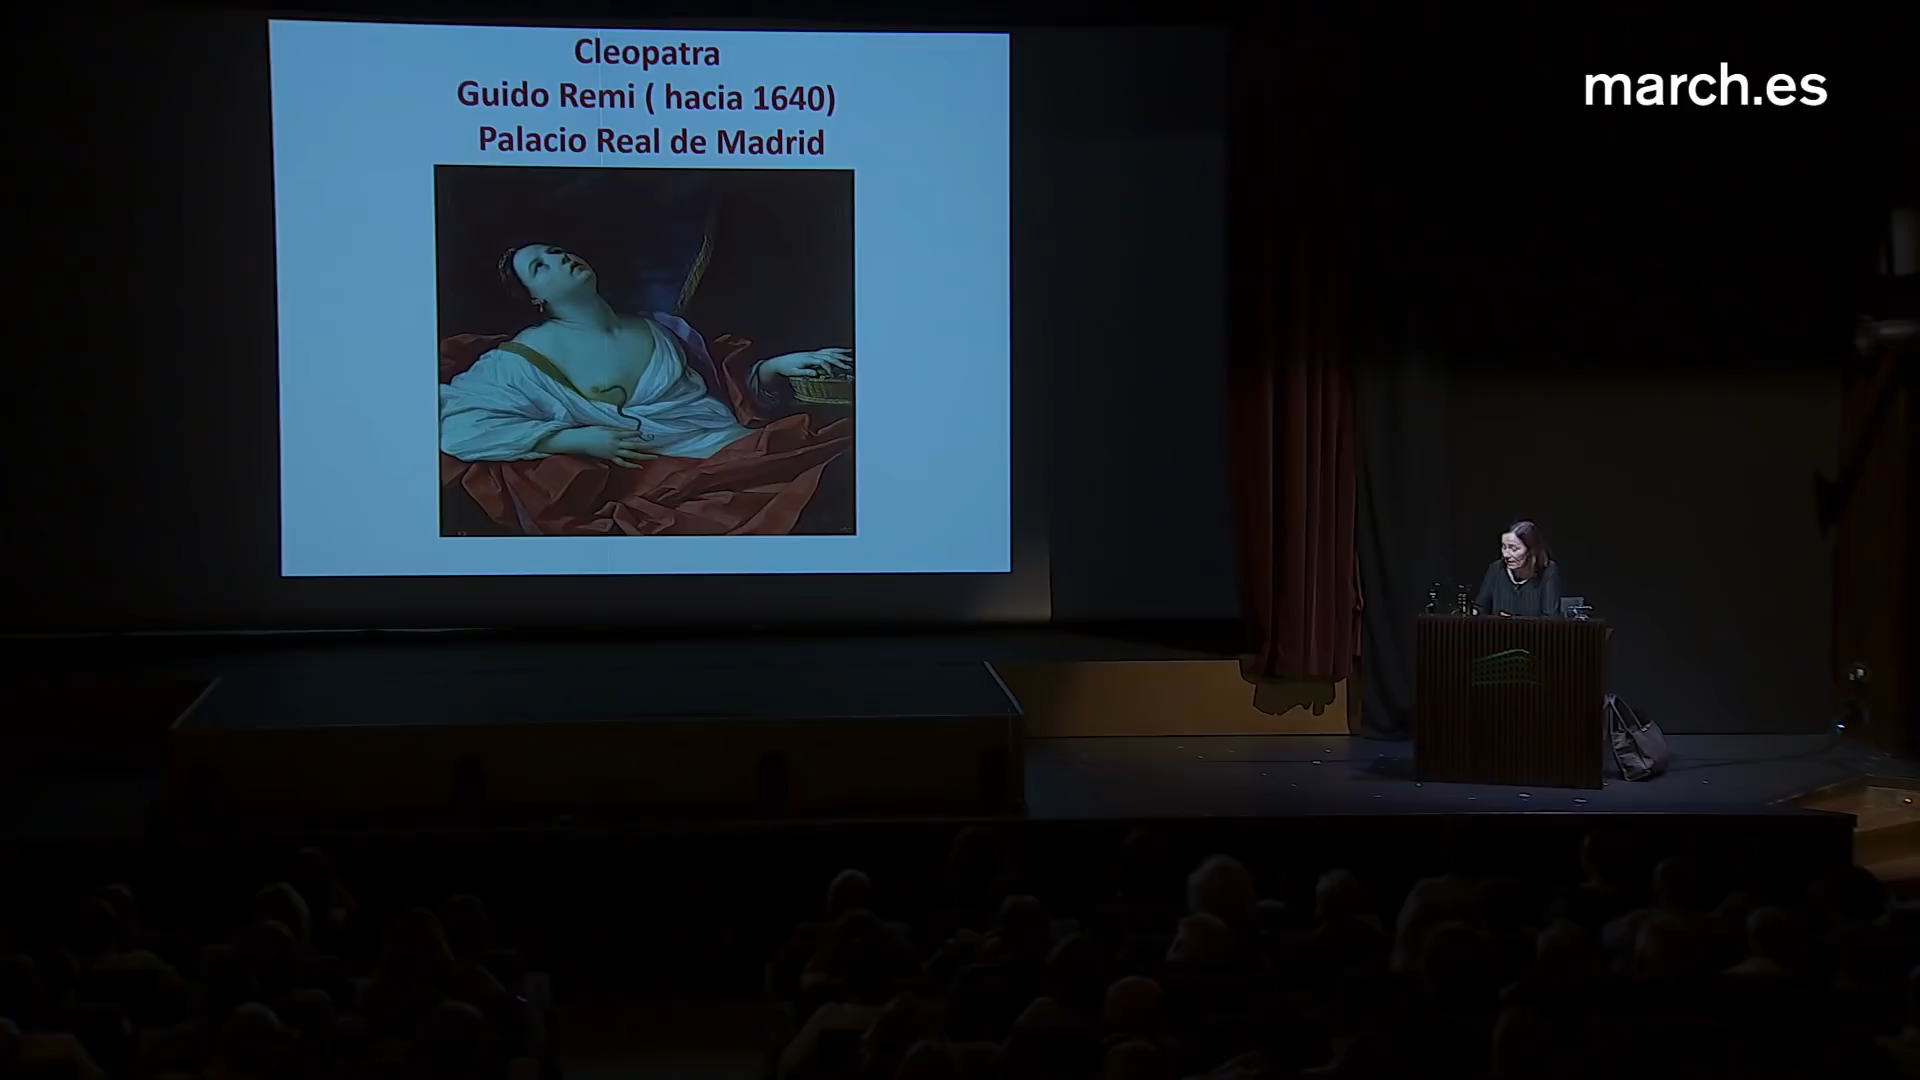 Cleopatra
Guido Remi ( hacia 1640)
Palacio Real de Madrid
march.es